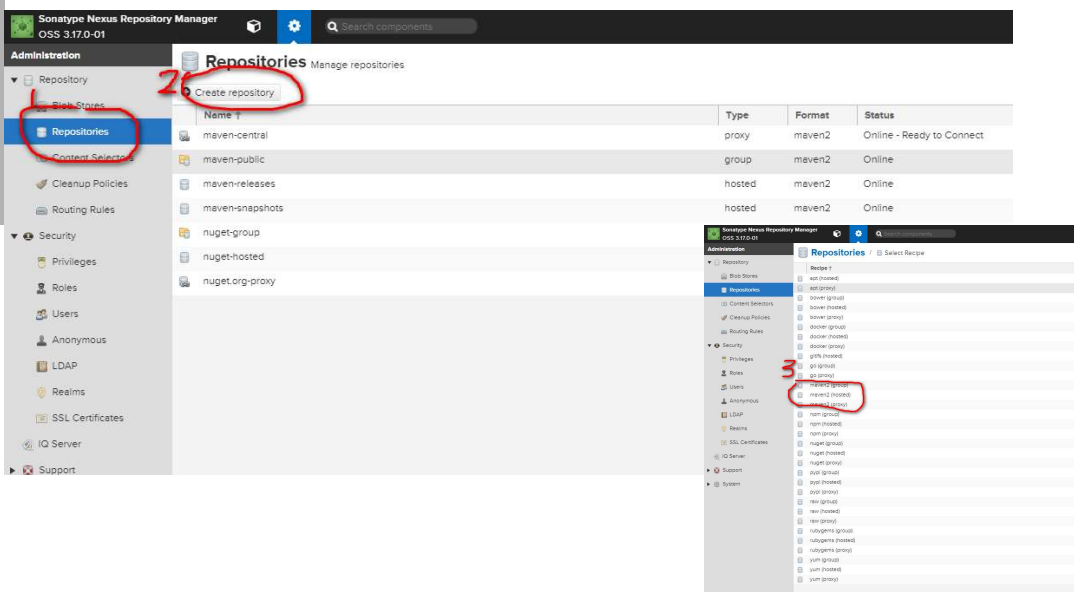 Sonatype Nexus Repository Manager
OSS 3.17.0-01
Search components
Administration
Repository
Blob Stores
Repositories
Content Selectors
Cleanup Policies
Routing Rules
Security
Privileges
Roles
Users
Anonymous
LDAP
Realms
SSL Certificates
IQ Server
Support
1
Repositories Manage repositories
2
Create repository
Name ↑ Type Format Status
maven-central proxy maven2 Online - Ready to Connect
maven-public group maven2 Online
maven-releases hosted maven2 Online
maven-snapshots hosted maven2 Online
nuget-group
nuget-hosted
nuget.org-proxy
Sonatype Nexus Repository Manager
OSS 3.17.0-01
Search components
Administration
Repository
Blob Stores
Repositories
Content Selectors
Cleanup Policies
Routing Rules
Security
Privileges
Roles
Users
Anonymous
LDAP
Realms
SSL Certificates
IQ Server
Support
System
Repositories / Select Recipe
Recipe ↑
apt (hosted)
apt (proxy)
bower (group)
bower (hosted)
bower (proxy)
docker (group)
docker (hosted)
docker (proxy)
gitlfs (hosted)
go (group)
go (proxy)
3
maven2 (group)
maven2 (hosted)
maven2 (proxy)
npm (group)
npm (hosted)
npm (proxy)
nuget (group)
nuget (hosted)
nuget (proxy)
pypi (group)
pypi (hosted)
pypi (proxy)
raw (group)
raw (hosted)
raw (proxy)
rubygems (group)
rubygems (hosted)
rubygems (proxy)
yum (group)
yum (hosted)
yum (proxy)